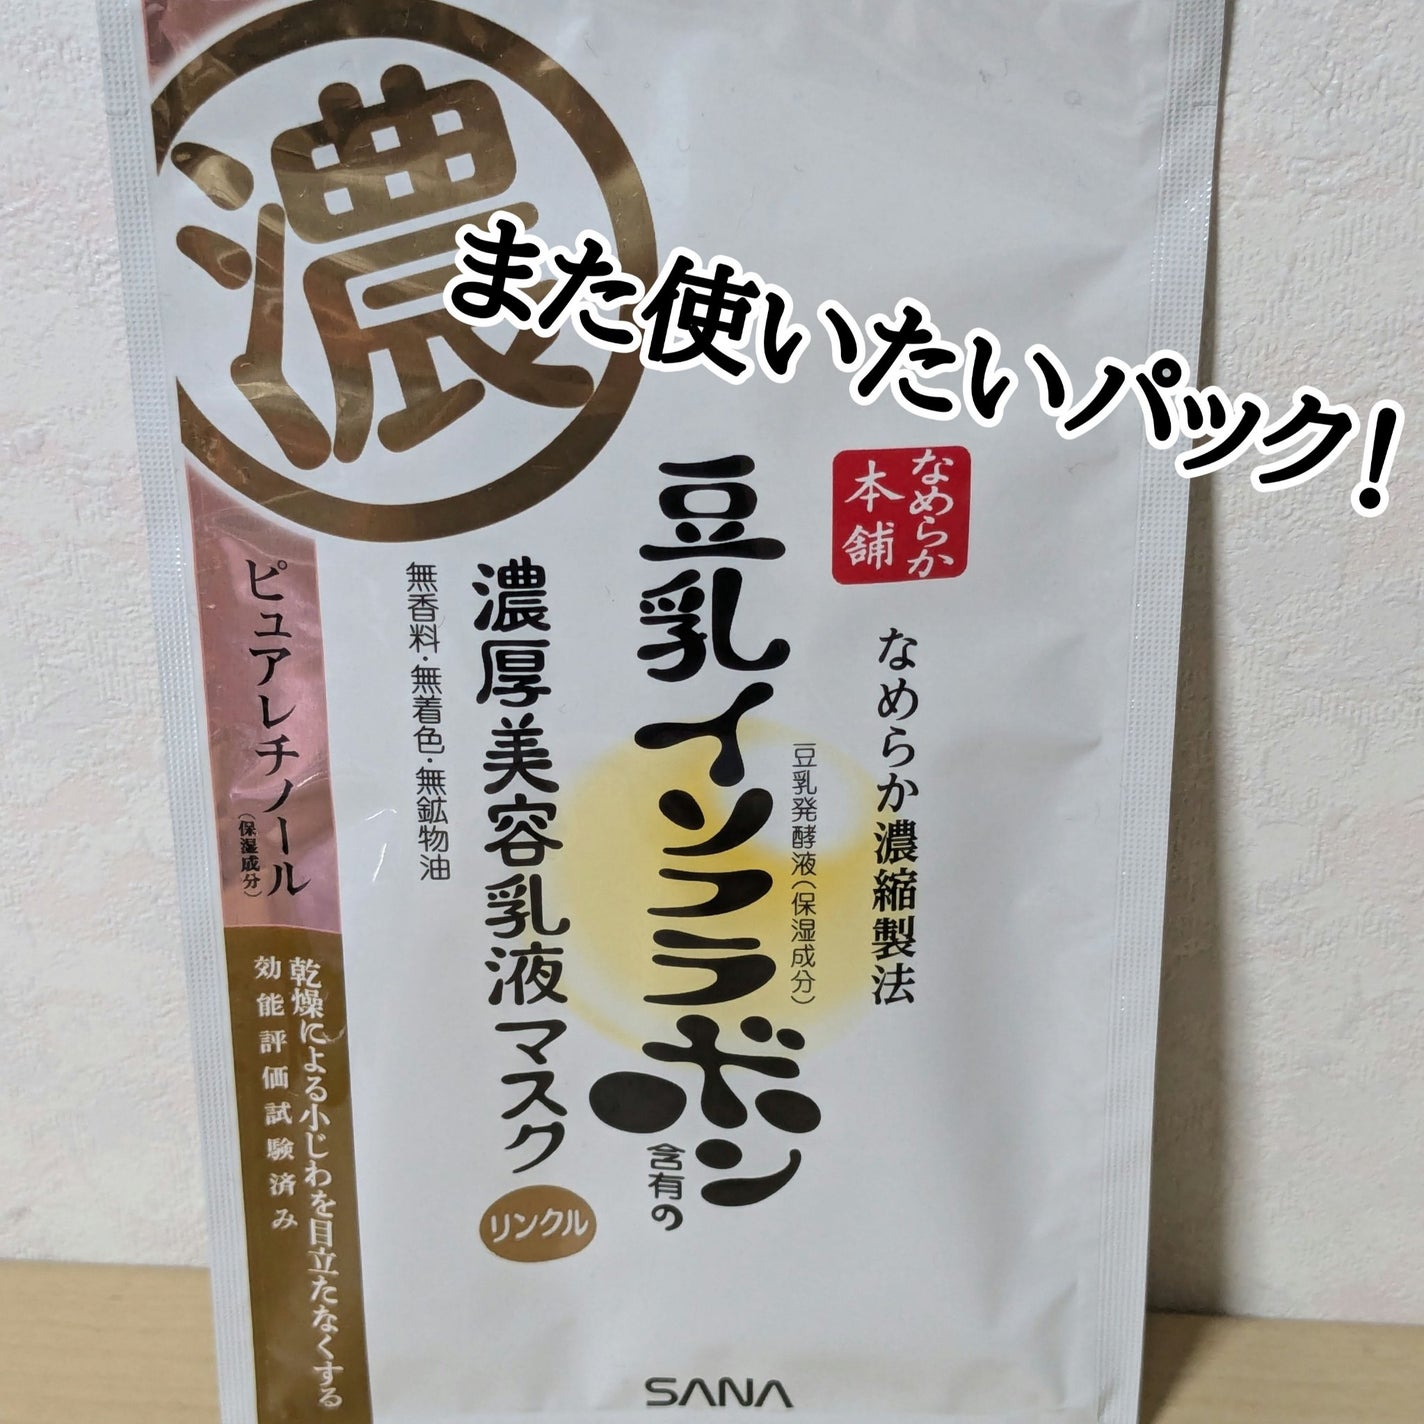 濃
また使いたいパック!
なめらか
本舗
なめらか濃縮製法
豆乳発酵液(保湿成分)
豆乳イソフラボン
含有の
濃厚美容乳液マスク
リンクル
無香料・無着色・無鉱物油
ピュアレチノール
(保湿成分)
乾燥による小じわを目立たなくする
効能評価試験済み
SANA